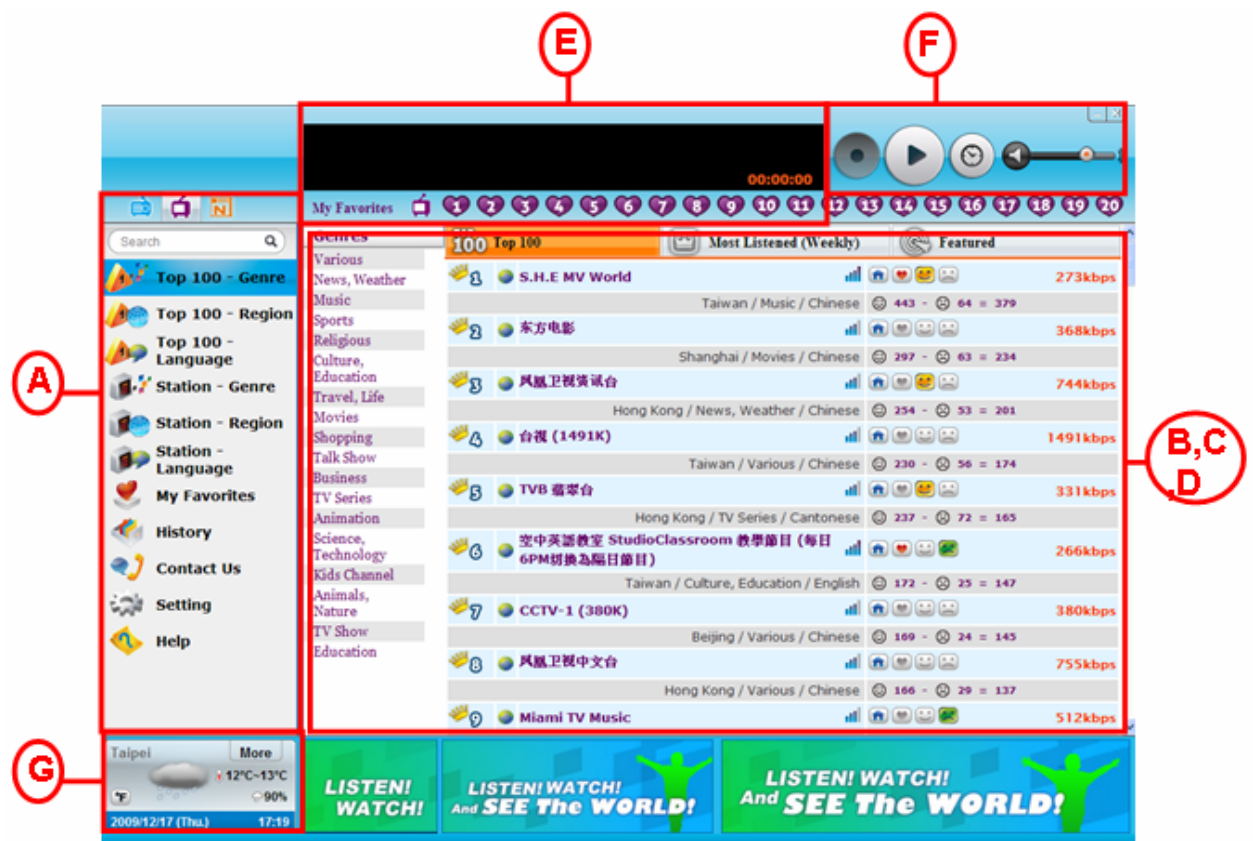 E
F
00:00:00
My Favorites 1 2 3 4 5 6 7 8 9 10 11 12 13 14 15 16 17 18 19 20
N
Search
Top 100 - Genre
Top 100 - Region
Top 100 -
Language
Station - Genre
Station - Region
Station -
Language
My Favorites
History
Contact Us
Setting
Help
A
Genres
Various
News, Weather
Music
Sports
Religious
Culture,
Education
Travel, Life
Movies
Shopping
Talk Show
Business
TV Series
Animation
Science,
Technology
Kids Channel
Animals,
Nature
TV Show
Education
100 Top 100
Most Listened (Weekly)
Featured
1 S.H.E MV World 273kbps
Taiwan / Music / Chinese 443 - 64 = 379
2 东方电影 368kbps
Shanghai / Movies / Chinese 297 - 63 = 234
3 凤凰卫视资讯台 744kbps
Hong Kong / News, Weather / Chinese 254 - 53 = 201
4 台視 (1491K) 1491kbps
Taiwan / Various / Chinese 230 - 56 = 174
5 TVB 翡翠台 331kbps
Hong Kong / TV Series / Cantonese 237 - 72 = 165
6 空中英語教室 StudioClassroom 教學節目 (每日
6PM切換為隔日節目) 266kbps
Taiwan / Culture, Education / English 172 - 25 = 147
7 CCTV-1 (380K) 380kbps
Beijing / Various / Chinese 169 - 24 = 145
8 凤凰卫视中文台 755kbps
Hong Kong / Various / Chinese 166 - 29 = 137
9 Miami TV Music 512kbps
B,C
,D
G
Taipei More
12°C~13°C
°F 90%
2009/12/17 (Thu.) 17:19
LISTEN!
WATCH!
LISTEN! WATCH!
And SEE The WORLD!
LISTEN! WATCH!
And SEE The WORLD!